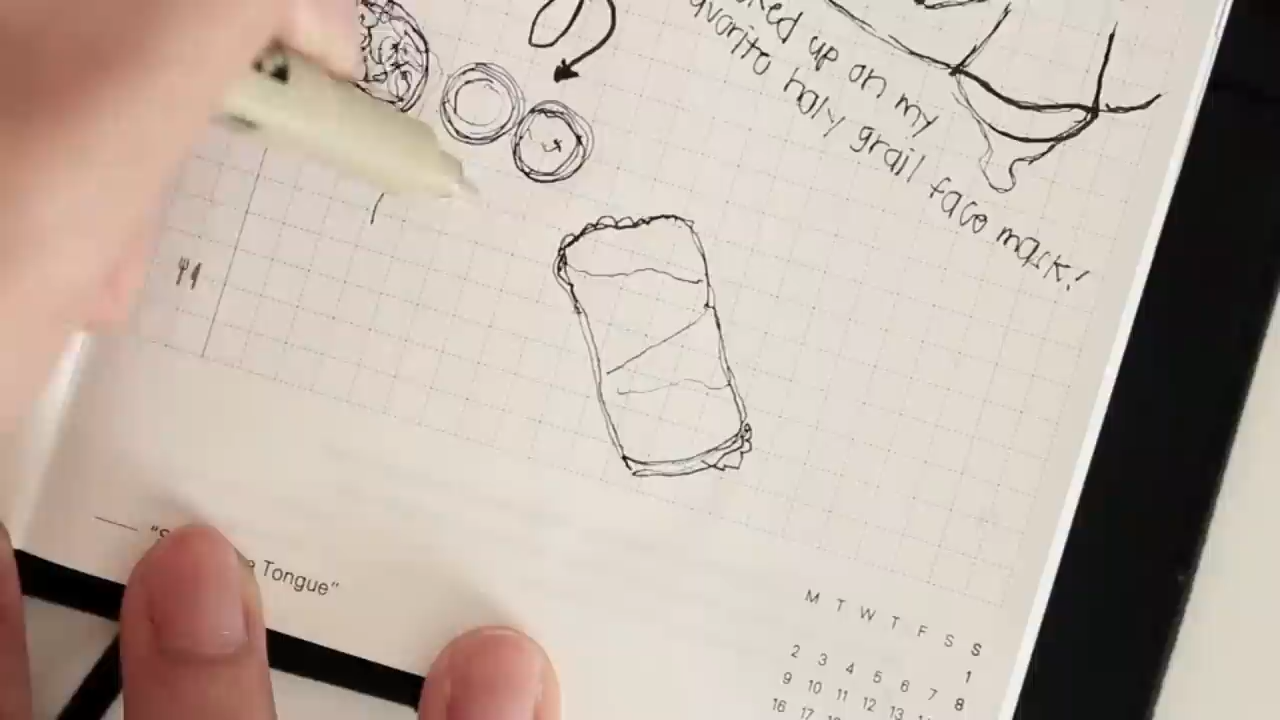 up on my
favorito holy grail face mask!
Tongue"
M T W T F S S
1
2 3 4 5 6 7 8
9 10 11 12 13
16 17